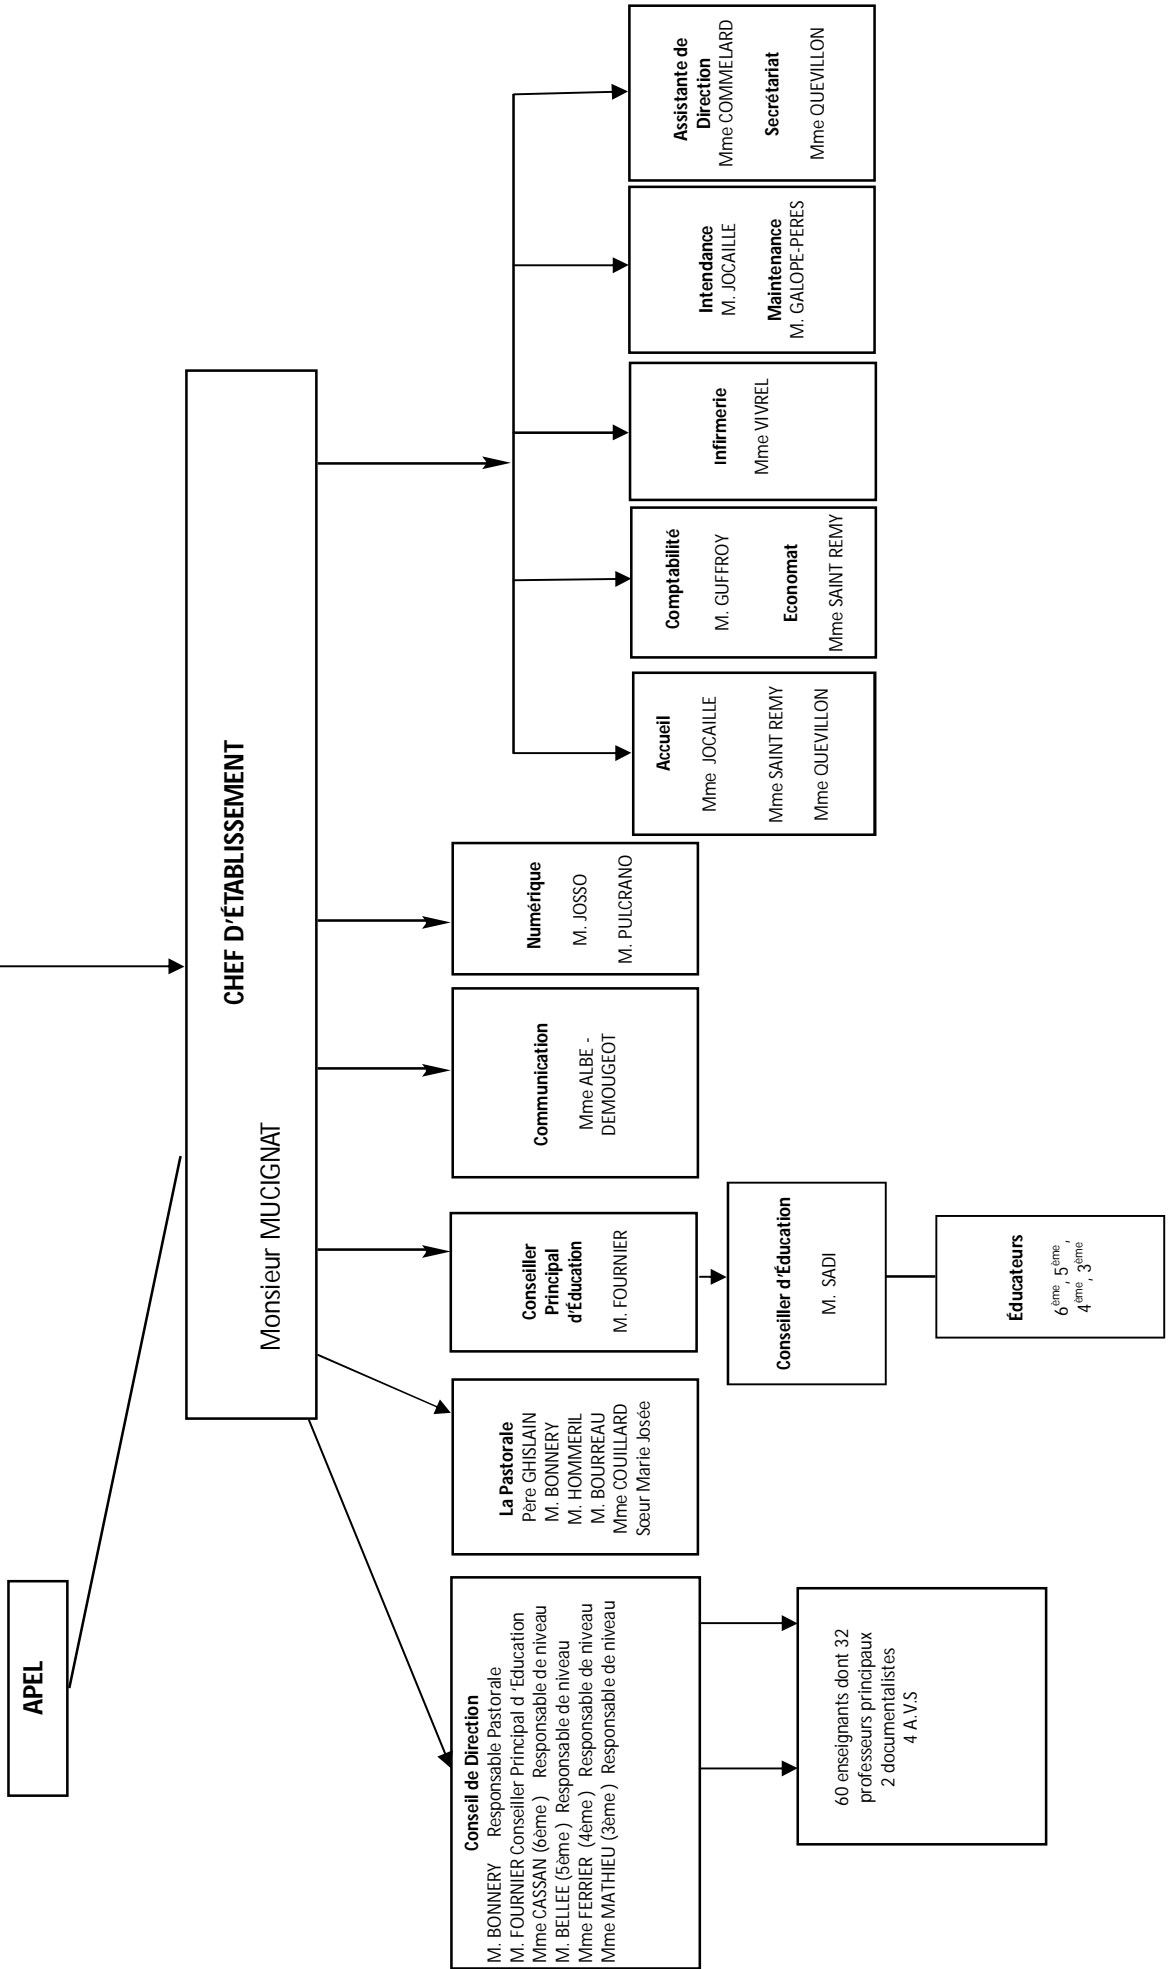 APEL
CHEF D'ÉTABLISSEMENT
Monsieur MUCIGNAT
Conseil de Direction
M. BONNERY Responsable Pastorale
M. FOURNIER Conseiller Principal d 'Education
Mme CASSAN (6ème ) Responsable de niveau
M. BELLEE (5ème ) Responsable de niveau
Mme FERRIER (4ème ) Responsable de niveau
Mme MATHIEU (3ème ) Responsable de niveau
La Pastorale
Père GHISLAIN
M. BONNERY
M. HOMMERIL
M. BOURREAU
Mme COUILLARD
Sœur Marie Josée
Conseiller
Principal
d'Éducation
M. FOURNIER
Communication
Mme ALBE -
DEMOUGEOT
Numérique
M. JOSSO
M. PULCRANO
Accueil
Mme JOCAILLE
Mme SAINT REMY
Mme QUEVILLON
Comptabilité
M. GUFFROY
Economat
Mme SAINT REMY
Infirmerie
Mme VIVREL
Intendance
M. JOCAILLE
Maintenance
M. GALOPE-PERES
Assistante de
Direction
Mme COMMELARD
Secrétariat
Mme QUEVILLON
Conseiller d'Éducation
M. SADI
60 enseignants dont 32
professeurs principaux
2 documentalistes
4 A.V.S
Éducateurs
6ème, 5ème,
4ème, 3ème